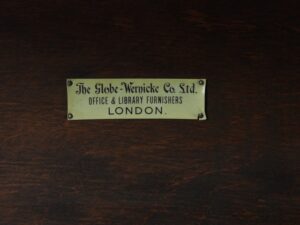 The Globe-Wernicke Co. Ltd.
OFFICE & LIBRARY FURNISHERS
LONDON.